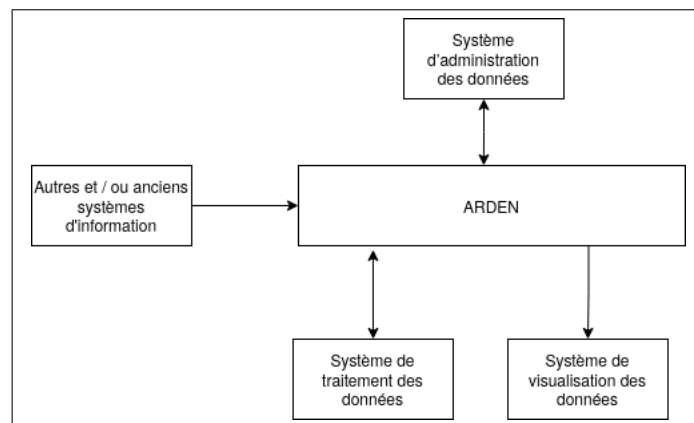 Système
d'administration
des données
Autres et / ou anciens
systèmes
d'information
ARDEN
Système de
traitement des
données
Système de
visualisation des
données